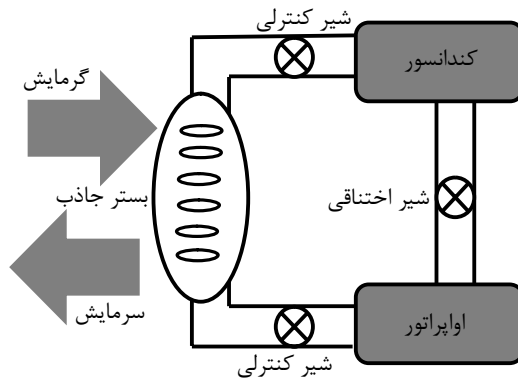 شیر کنترلی
کندانسور
گرمایش
بستر جاذب
شیر اختناقی
سرمایش
اواپراتور
شیر کنترلی